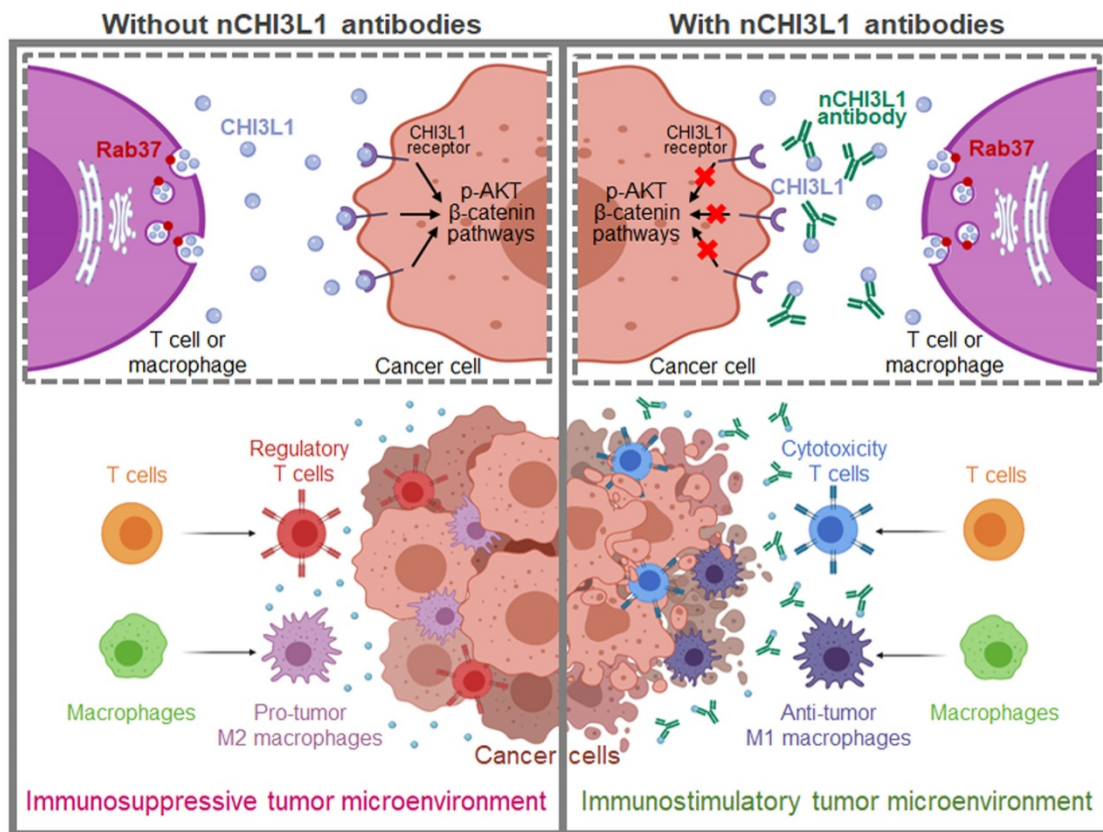 Without nCHI3L1 antibodies
CHI3L1
Rab37
CHI3L1
receptor
p-AKT
β-catenin
pathways
T cell or
macrophage
Cancer cell
Regulatory
T cells
T cells
Macrophages
Pro-tumor
M2 macrophages
Immunosuppressive tumor microenvironment
With nCHI3L1 antibodies
nCHI3L1
antibody
CHI3L1
receptor
Rab37
p-AKT
β-catenin
pathways
CHI3L1
Cancer cell
T cell or
macrophage
Cytotoxicity
T cells
T cells
Anti-tumor
M1 macrophages
Macrophages
Cancer cells
Immunostimulatory tumor microenvironment